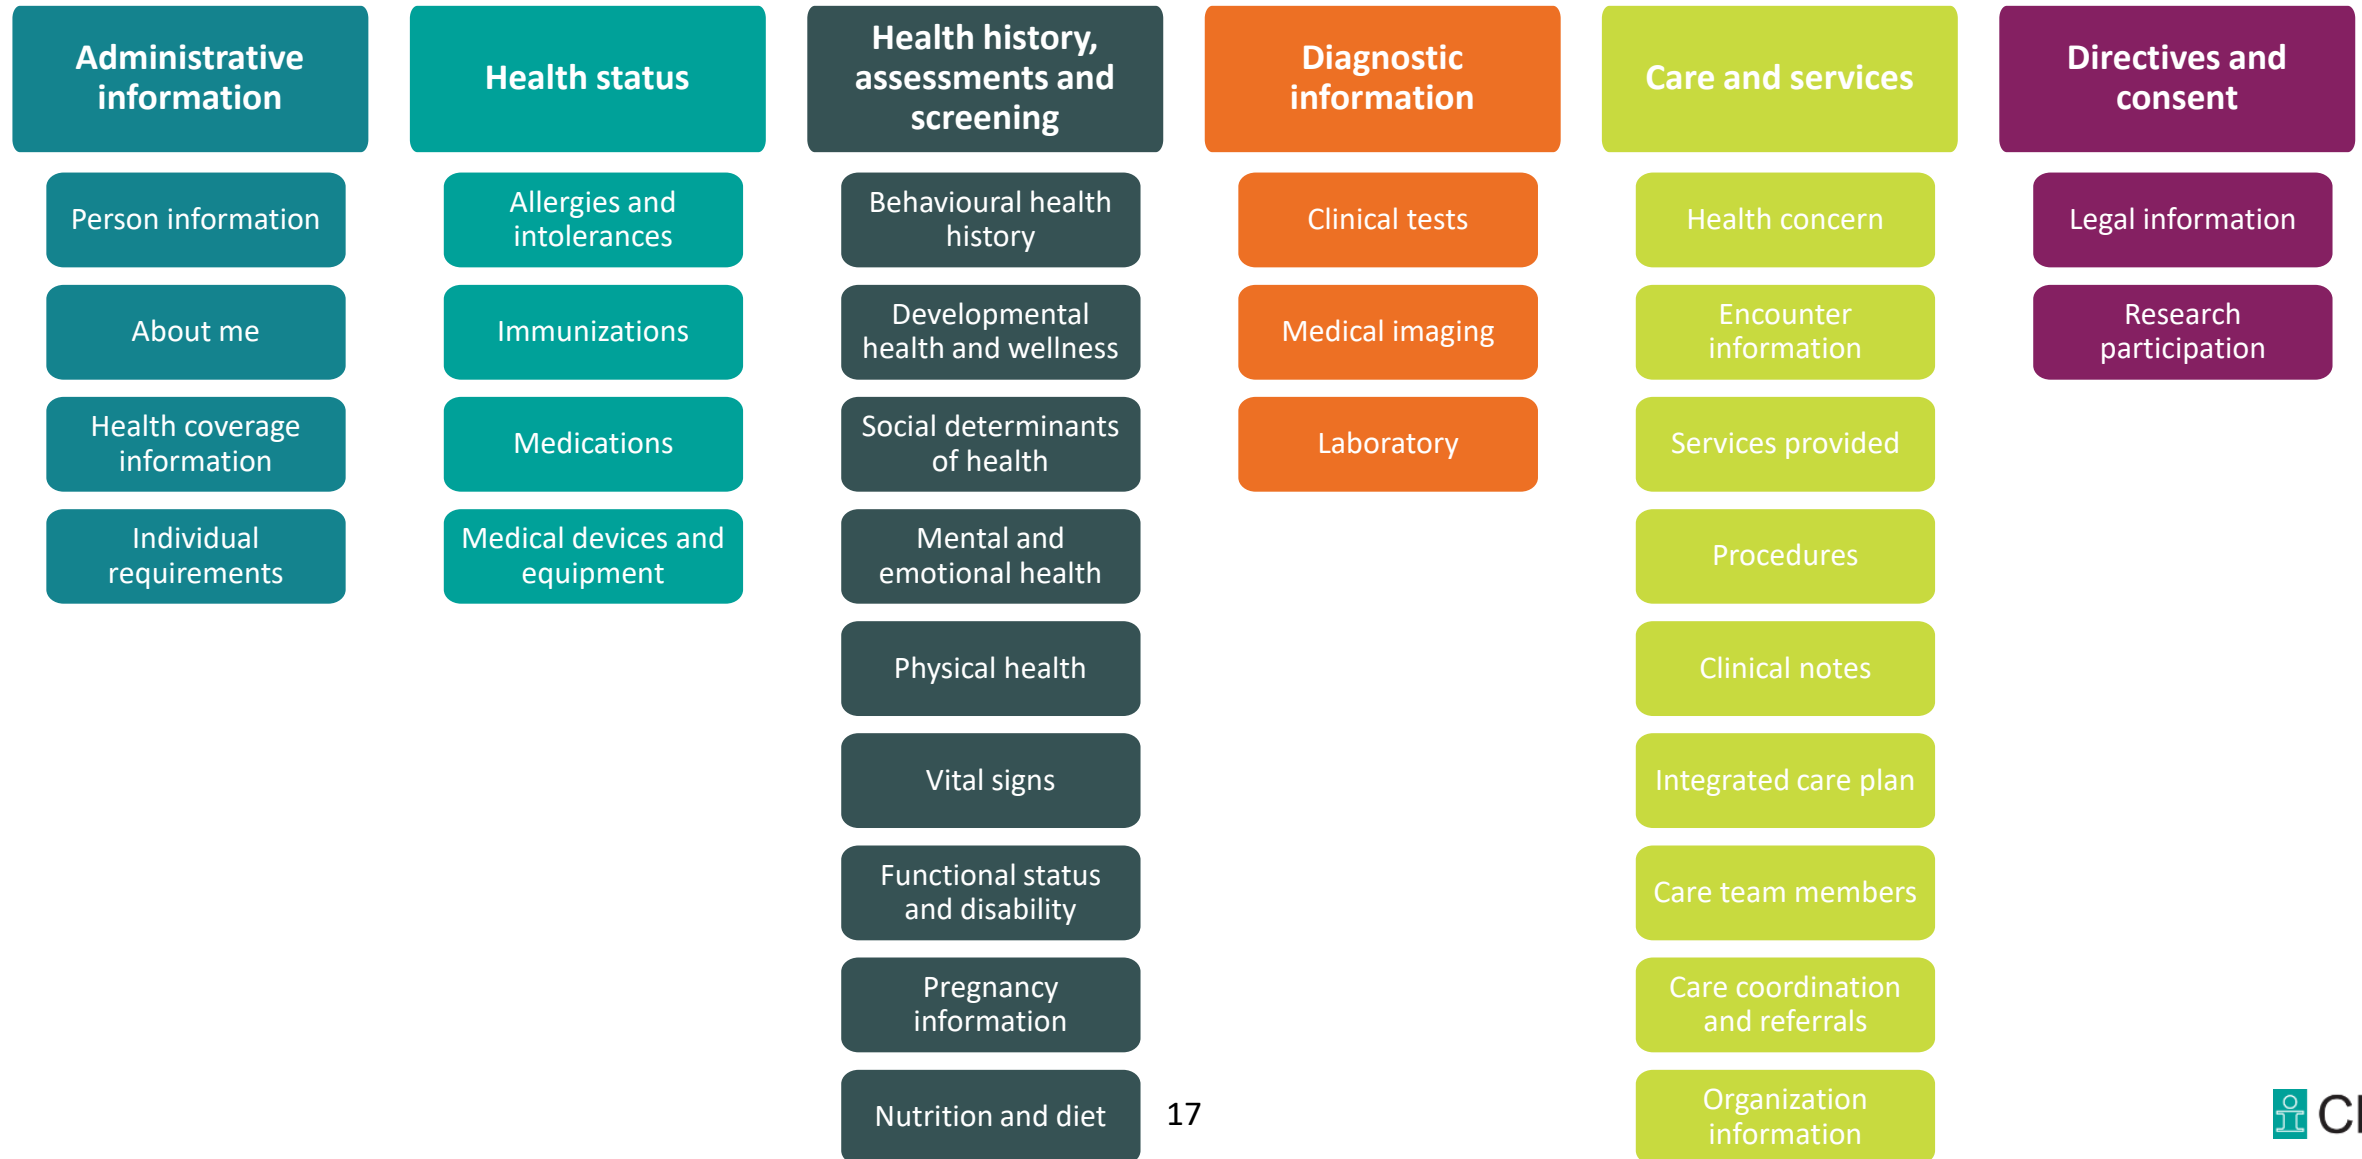 Administrative
information
Person information
About me
Health coverage
information
Individual
requirements
Health status
Allergies and
intolerances
Immunizations
Medications
Medical devices and
equipment
Health history,
assessments and
screening
Behavioural health
history
Developmental
health and wellness
Social determinants
of health
Mental and
emotional health
Physical health
Vital signs
Functional status
and disability
Pregnancy
information
Nutrition and diet
Diagnostic
information
Clinical tests
Medical imaging
Laboratory
Care and services
Health concern
Encounter
information
Services provided
Procedures
Clinical notes
Integrated care plan
Care team members
Care coordination
and referrals
Organization
information
Directives and
consent
Legal information
Research
participation
17